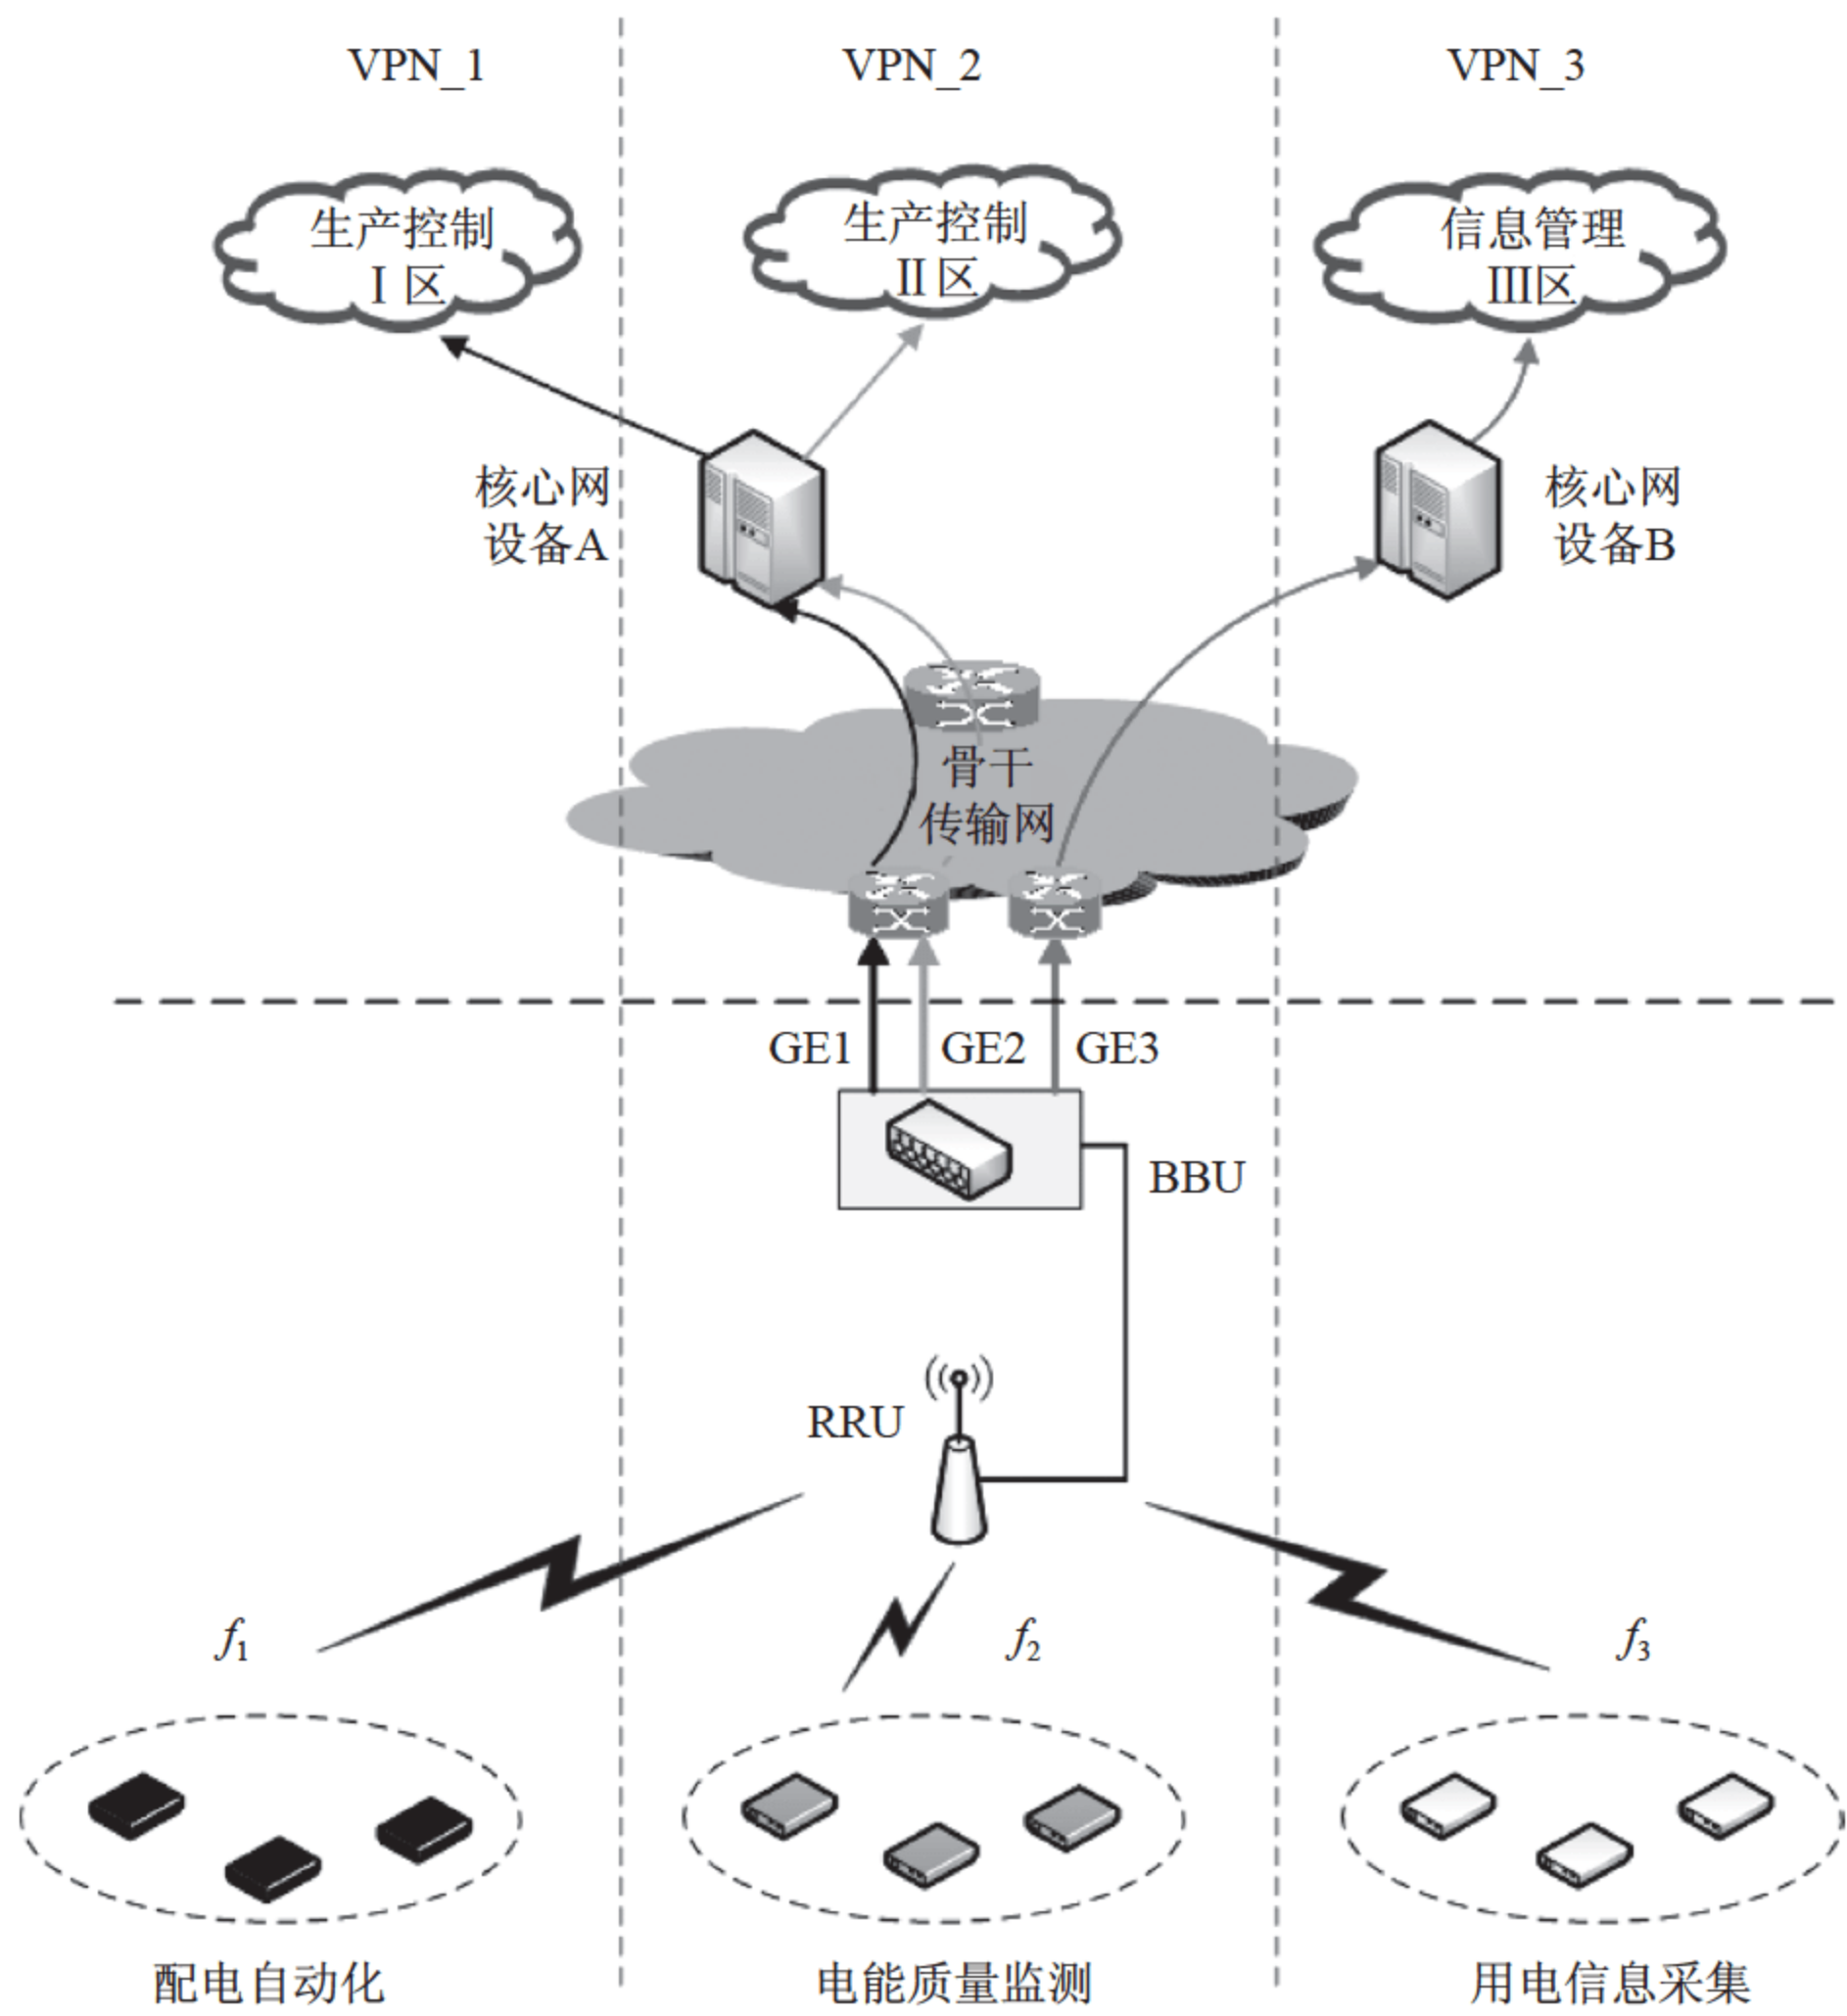 VPN_1
VPN_2
VPN_3
生产控制
Ⅰ区
生产控制
Ⅱ区
信息管理
Ⅲ区
核心网
设备A
核心网
设备B
骨干
传输网
GE1
GE2
GE3
BBU
RRU
f1
f2
f3
配电自动化
电能质量监测
用电信息采集